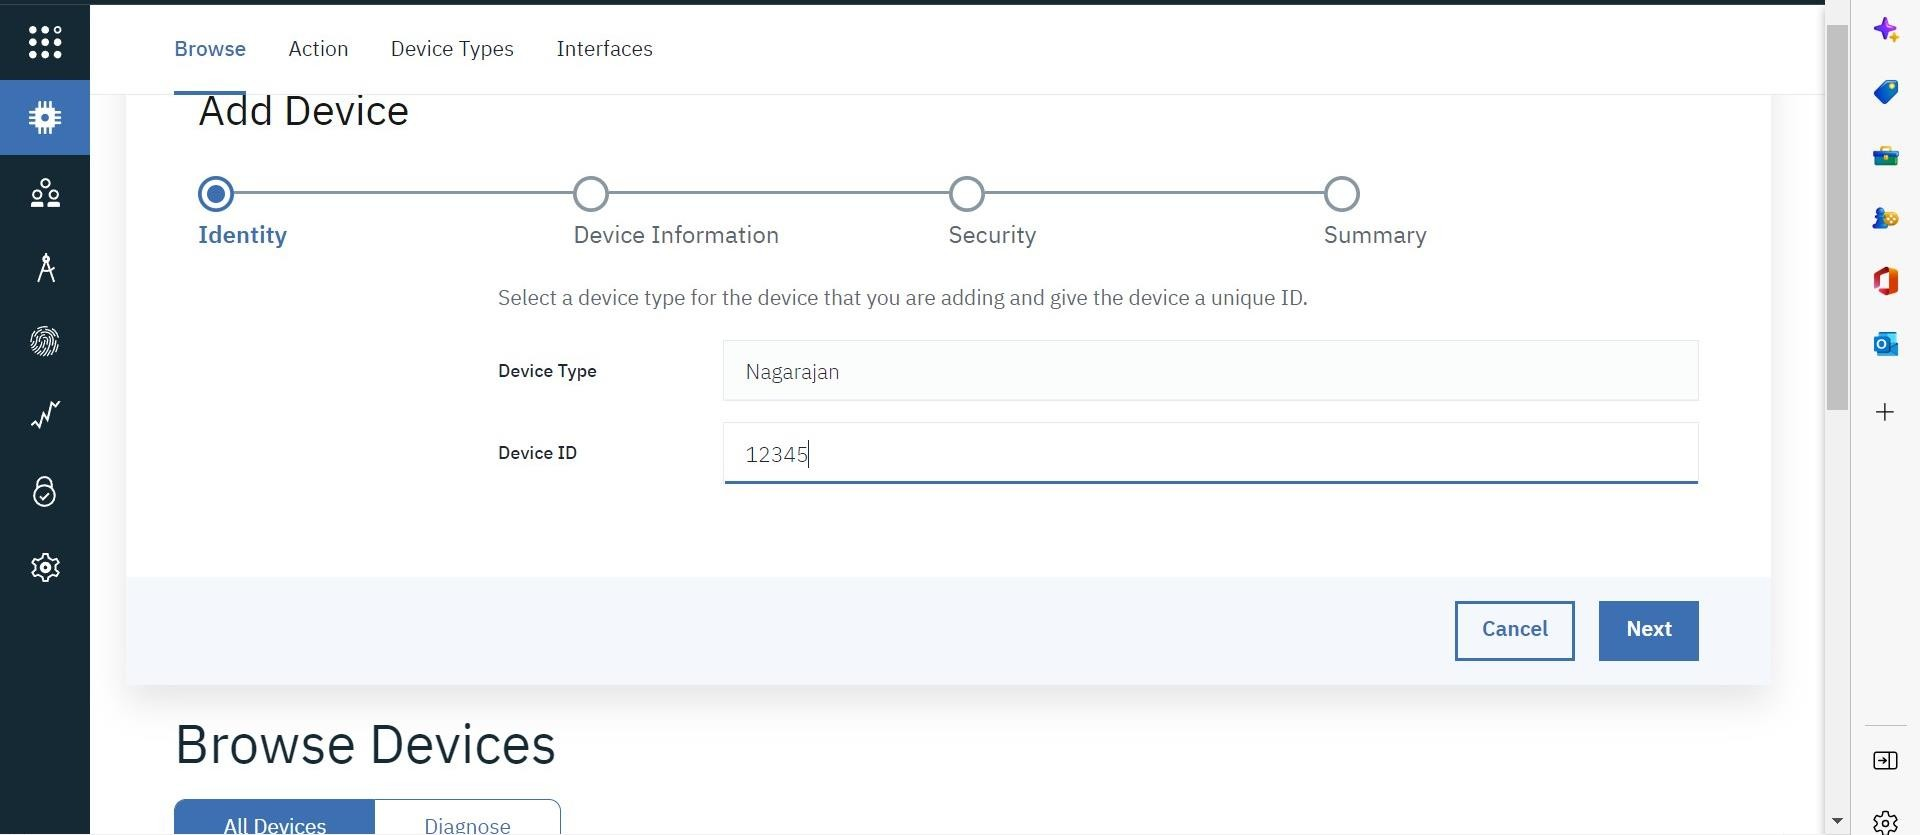 Browse Action Device Types Interfaces
Add Device
Identity Device Information Security Summary
Select a device type for the device that you are adding and give the device a unique ID.
Device Type Nagarajan
Device ID 12345
Cancel Next
Browse Devices
All Devices Diagnose